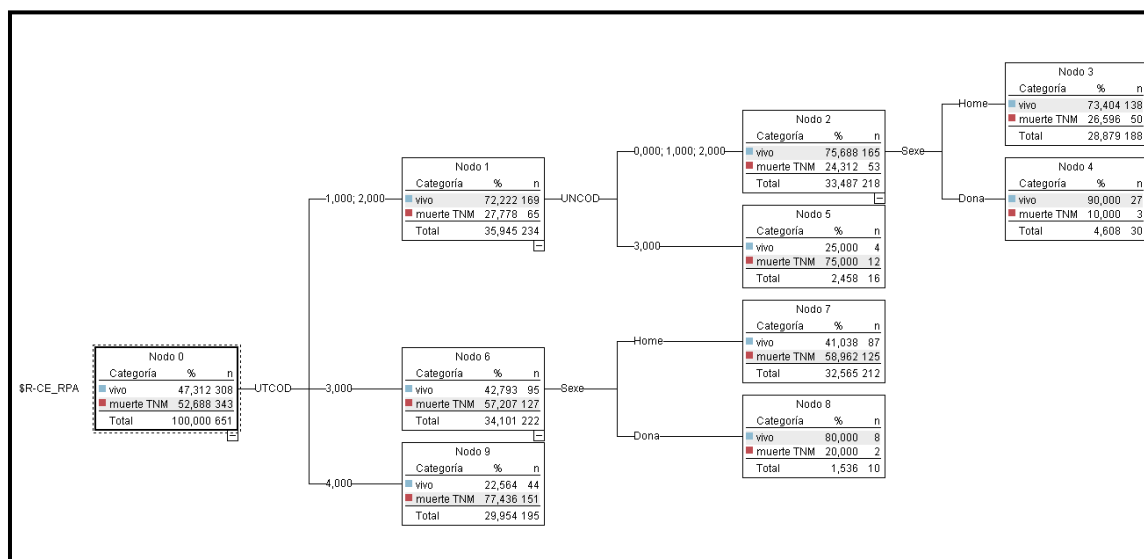 $R-CE_RPA
Nodo 0
Categoría % n
vivo 47,312 308
muerte TNM 52,688 343
Total 100,000 651
UTCOD
1,000; 2,000
Nodo 1
Categoría % n
vivo 72,222 169
muerte TNM 27,778 65
Total 35,945 234
UNCOD
0,000; 1,000; 2,000
Nodo 2
Categoría % n
vivo 75,688 165
muerte TNM 24,312 53
Total 33,487 218
Sexe
Home
Nodo 3
Categoría % n
vivo 73,404 138
muerte TNM 26,596 50
Total 28,879 188
Dona
Nodo 4
Categoría % n
vivo 90,000 27
muerte TNM 10,000 3
Total 4,608 30
3,000
Nodo 5
Categoría % n
vivo 25,000 4
muerte TNM 75,000 12
Total 2,458 16
3,000
Nodo 6
Categoría % n
vivo 42,793 95
muerte TNM 57,207 127
Total 34,101 222
Sexe
Home
Nodo 7
Categoría % n
vivo 41,038 87
muerte TNM 58,962 125
Total 32,565 212
Dona
Nodo 8
Categoría % n
vivo 80,000 8
muerte TNM 20,000 2
Total 1,536 10
4,000
Nodo 9
Categoría % n
vivo 22,564 44
muerte TNM 77,436 151
Total 29,954 195